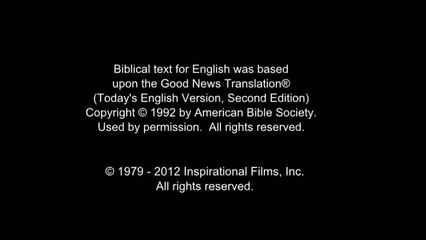 Biblical text for English was based
upon the Good News Translation®
(Today's English Version, Second Edition)
Copyright © 1992 by American Bible Society.
Used by permission.  All rights reserved.
© 1979 - 2012 Inspirational Films, Inc.
All rights reserved.